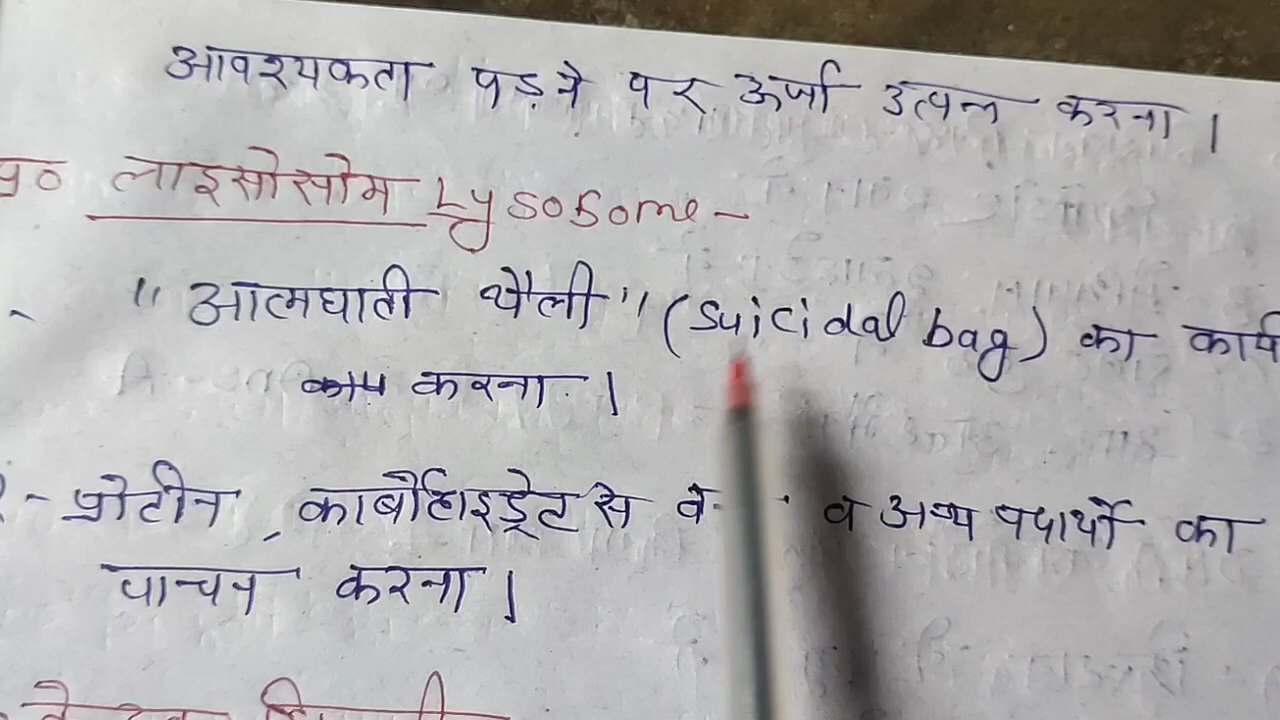 आवश्यकता पड़ने पर ऊर्जा उत्पन्न करना।
लाइसोसोम Lysosome-
"आत्मघाती थैली" (suicidal bag) का कार्य
करना।
प्रोटीन, कार्बोहाइड्रेट से व अन्य पदार्थों का
पाचन करना।